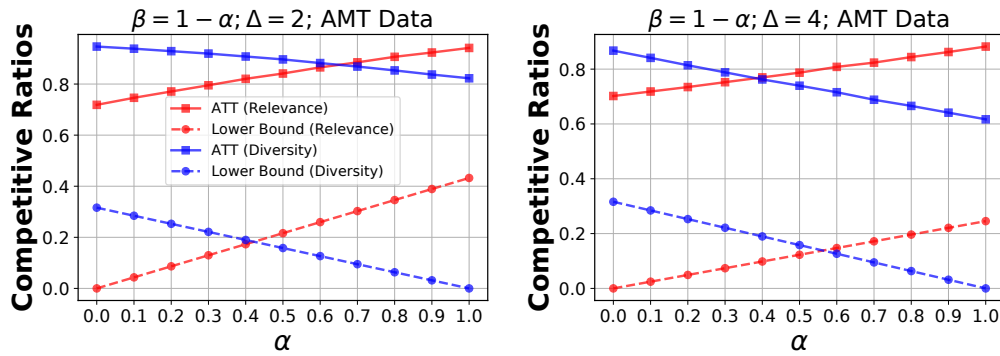 β = 1 − α; Δ = 2; AMT Data
Competitive Ratios
0.8
0.6
0.4
0.2
0.0
ATT (Relevance)
Lower Bound (Relevance)
ATT (Diversity)
Lower Bound (Diversity)
0.0 0.1 0.2 0.3 0.4 0.5 0.6 0.7 0.8 0.9 1.0
α
β = 1 − α; Δ = 4; AMT Data
Competitive Ratios
0.8
0.6
0.4
0.2
0.0
0.0 0.1 0.2 0.3 0.4 0.5 0.6 0.7 0.8 0.9 1.0
α